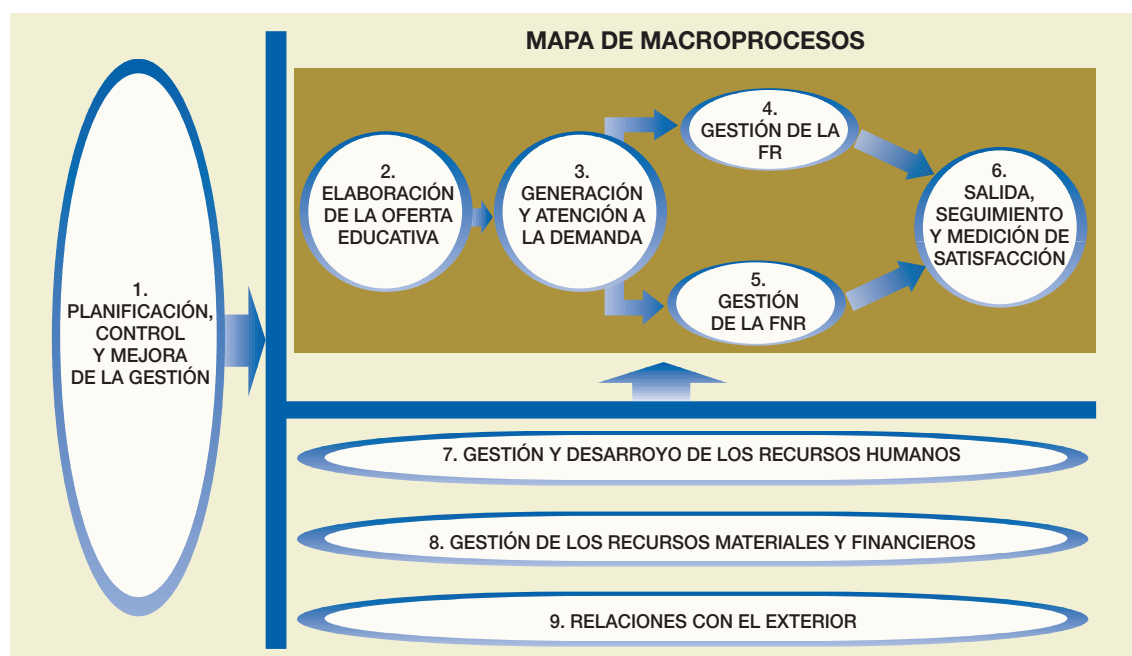 MAPA DE MACROPROCESOS
1.
PLANIFICACIÓN,
CONTROL
Y MEJORA
DE LA GESTIÓN
2.
ELABORACIÓN
DE LA OFERTA
EDUCATIVA
3.
GENERACIÓN
Y ATENCIÓN A
LA DEMANDA
4.
GESTIÓN DE LA
FR
5.
GESTIÓN
DE LA FNR
6.
SALIDA,
SEGUIMIENTO
Y MEDICIÓN DE
SATISFACCIÓN
7. GESTIÓN Y DESARROYO DE LOS RECURSOS HUMANOS
8. GESTIÓN DE LOS RECURSOS MATERIALES Y FINANCIEROS
9. RELACIONES CON EL EXTERIOR